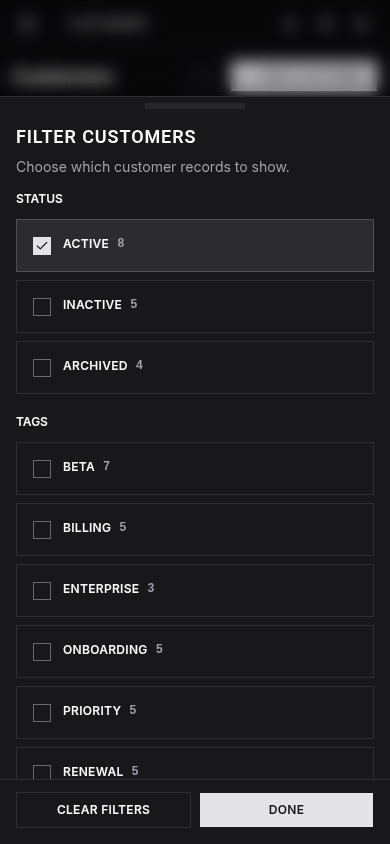 FILTER CUSTOMERS
Choose which customer records to show.
STATUS
ACTIVE 8
INACTIVE 5
ARCHIVED 4
TAGS
BETA 7
BILLING 5
ENTERPRISE 3
ONBOARDING 5
PRIORITY 5
RENEWAL 5
CLEAR FILTERS DONE